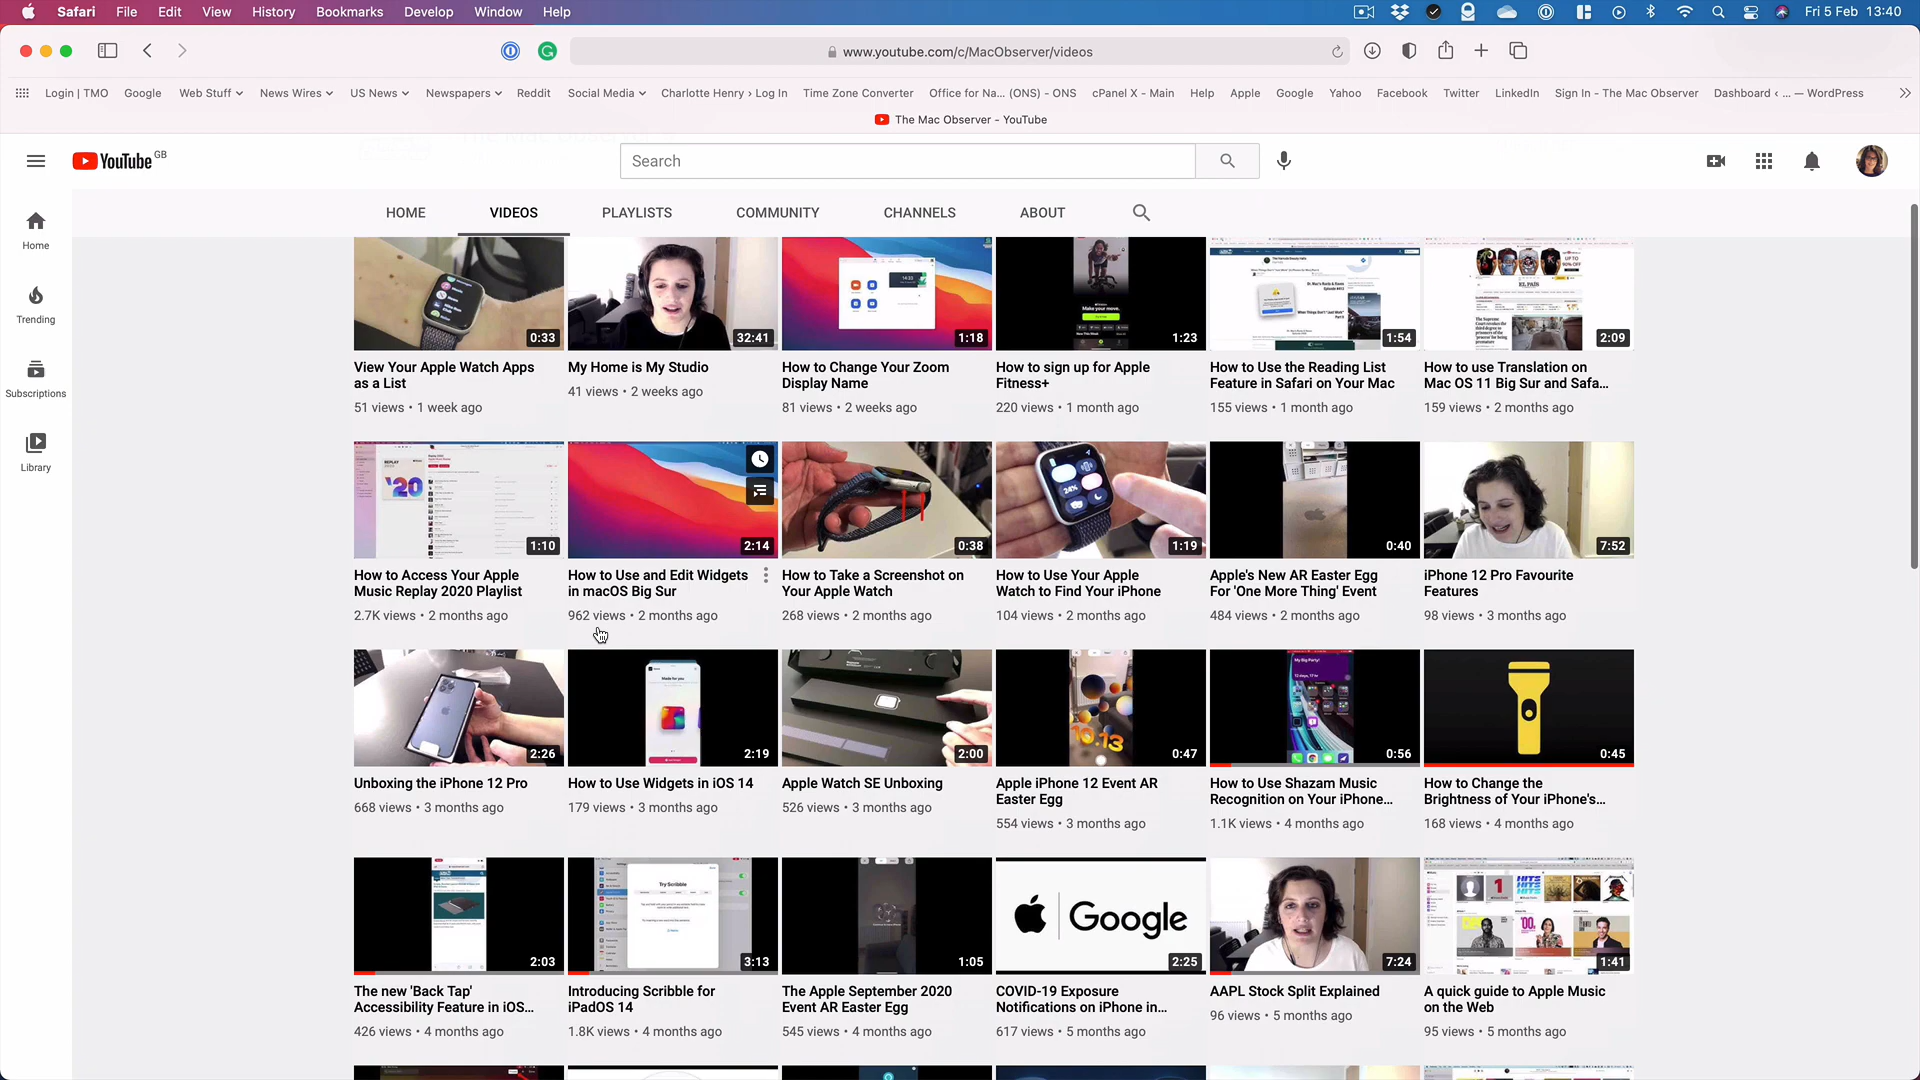 Safari File Edit View History Bookmarks Develop Window Help Fri 5 Feb 13:40
www.youtube.com/c/MacObserver/videos
Login | TMO Google Web Stuff News Wires US News Newspapers Reddit Social Media Charlotte Henry › Log In Time Zone Converter Office for Na... (ONS) - ONS cPanel X - Main Help Apple Google Yahoo Facebook Twitter LinkedIn Sign In - The Mac Observer Dashboard ‹ ... — WordPress
The Mac Observer - YouTube
YouTube GB Search
HOME VIDEOS PLAYLISTS COMMUNITY CHANNELS ABOUT
Home
Trending
Subscriptions
Library
0:33 32:41 1:18 1:23 1:54 2:09
View Your Apple Watch Apps as a List
51 views • 1 week ago
My Home is My Studio
41 views • 2 weeks ago
How to Change Your Zoom Display Name
81 views • 2 weeks ago
How to sign up for Apple Fitness+
220 views • 1 month ago
How to Use the Reading List Feature in Safari on Your Mac
155 views • 1 month ago
How to use Translation on Mac OS 11 Big Sur and Safa...
159 views • 2 months ago
1:10 2:14 0:38 1:19 0:40 7:52
How to Access Your Apple Music Replay 2020 Playlist
2.7K views • 2 months ago
How to Use and Edit Widgets in macOS Big Sur
962 views • 2 months ago
How to Take a Screenshot on Your Apple Watch
268 views • 2 months ago
How to Use Your Apple Watch to Find Your iPhone
104 views • 2 months ago
Apple's New AR Easter Egg For 'One More Thing' Event
484 views • 2 months ago
iPhone 12 Pro Favourite Features
98 views • 3 months ago
2:26 2:19 2:00 0:47 0:56 0:45
Unboxing the iPhone 12 Pro
668 views • 3 months ago
How to Use Widgets in iOS 14
179 views • 3 months ago
Apple Watch SE Unboxing
526 views • 3 months ago
Apple iPhone 12 Event AR Easter Egg
554 views • 3 months ago
How to Use Shazam Music Recognition on Your iPhone...
1.1K views • 4 months ago
How to Change the Brightness of Your iPhone's...
168 views • 4 months ago
Try Scribble
Google
2:03 3:13 1:05 2:25 7:24 1:41
The new 'Back Tap' Accessibility Feature in iOS...
426 views • 4 months ago
Introducing Scribble for iPadOS 14
1.8K views • 4 months ago
The Apple September 2020 Event AR Easter Egg
545 views • 4 months ago
COVID-19 Exposure Notifications on iPhone in...
617 views • 5 months ago
AAPL Stock Split Explained
96 views • 5 months ago
A quick guide to Apple Music on the Web
95 views • 5 months ago